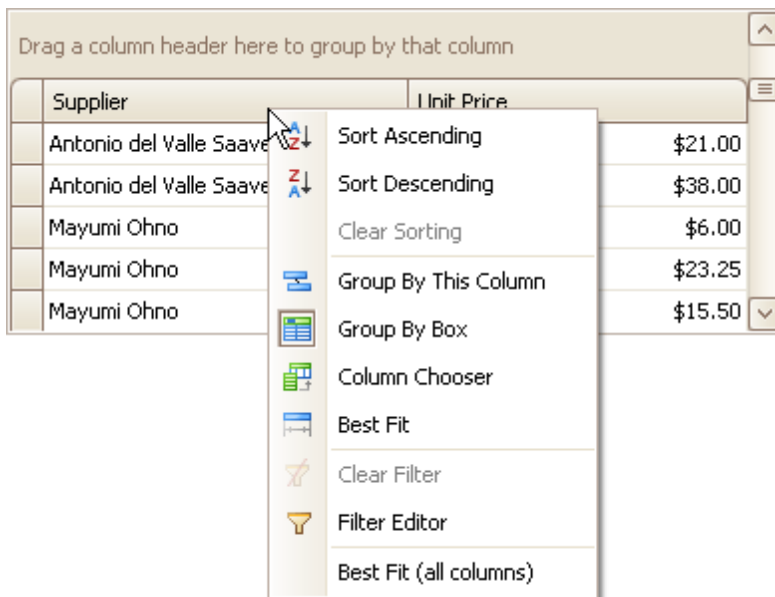 Drag a column header here to group by that column
Supplier Unit Price
Antonio del Valle Saave $21.00
Antonio del Valle Saave $38.00
Mayumi Ohno $6.00
Mayumi Ohno $23.25
Mayumi Ohno $15.50
Sort Ascending
Sort Descending
Clear Sorting
Group By This Column
Group By Box
Column Chooser
Best Fit
Clear Filter
Filter Editor
Best Fit (all columns)